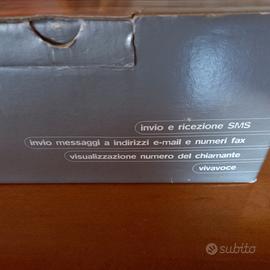 invio e ricezione SMS
invio messaggi a indirizzi e-mail e numeri fax
visualizzazione numero del chiamante
vivavoce
subito